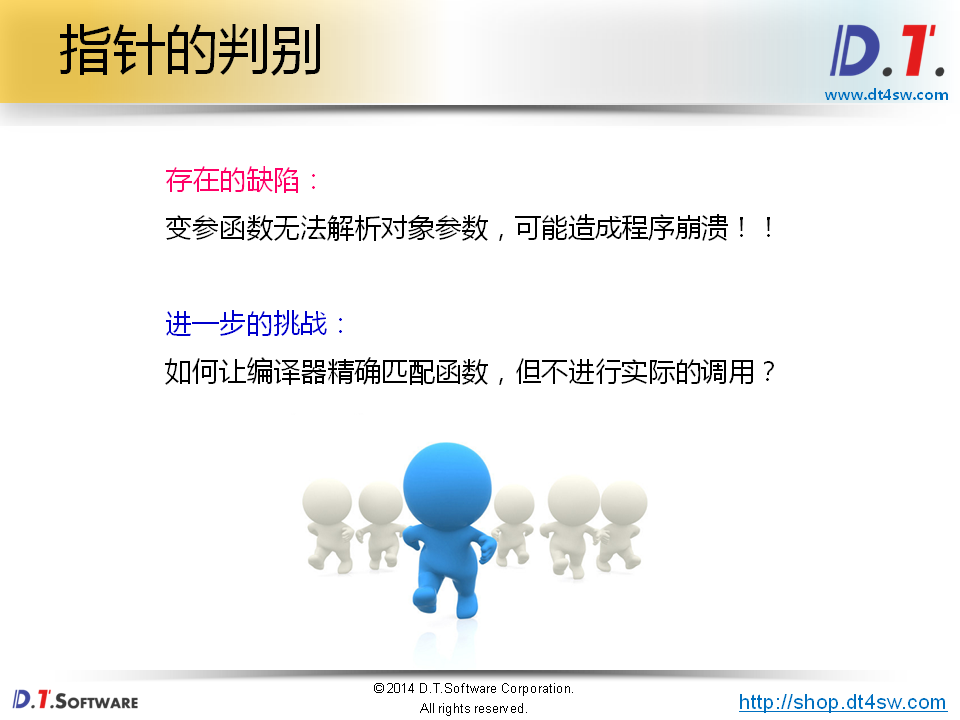 指针的判别
D.T.
www.dt4sw.com
存在的缺陷：
变参函数无法解析对象参数，可能造成程序崩溃！！
进一步的挑战：
如何让编译器精确匹配函数，但不进行实际的调用？
D.T.SOFTWARE
©2014 D.T.Software Corporation.
All rights reserved.
http://shop.dt4sw.com